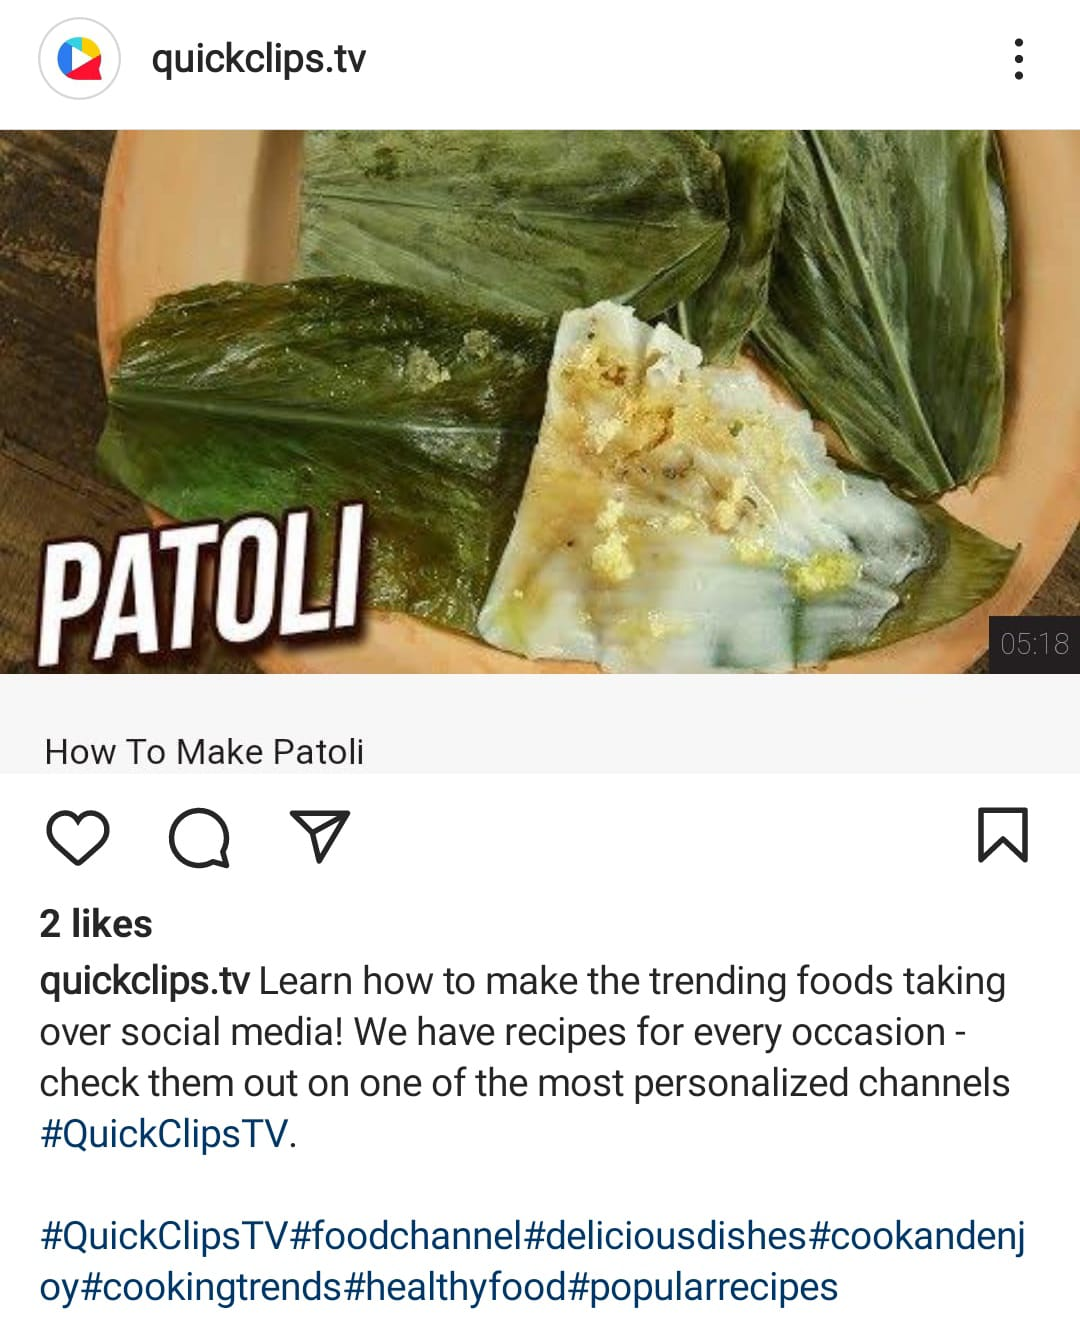 quickclips.tv
PATOLI
05:18
How To Make Patoli
2 likes
quickclips.tv Learn how to make the trending foods taking
over social media! We have recipes for every occasion -
check them out on one of the most personalized channels
#QuickClipsTV.
#QuickClipsTV#foodchannel#deliciousdishes#cookandenj
oy#cookingtrends#healthyfood#popularrecipes